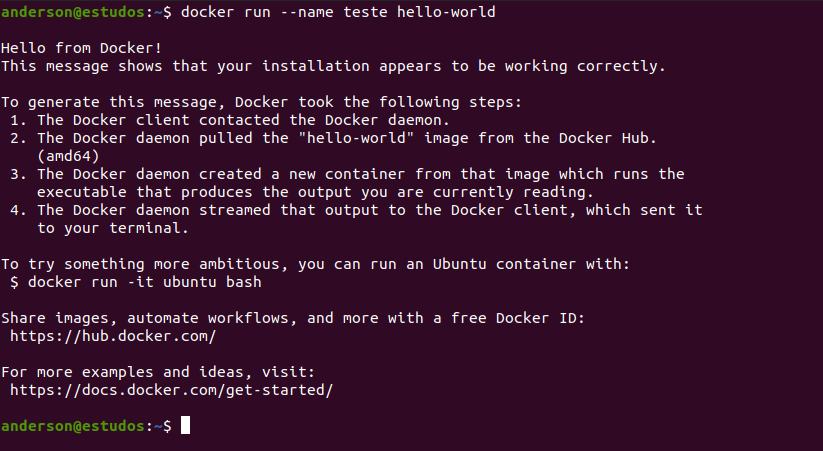 anderson@estudos:~$ docker run --name teste hello-world
Hello from Docker!
This message shows that your installation appears to be working correctly.
To generate this message, Docker took the following steps:
1. The Docker client contacted the Docker daemon.
2. The Docker daemon pulled the "hello-world" image from the Docker Hub.
(amd64)
3. The Docker daemon created a new container from that image which runs the
executable that produces the output you are currently reading.
4. The Docker daemon streamed that output to the Docker client, which sent it
to your terminal.
To try something more ambitious, you can run an Ubuntu container with:
$ docker run -it ubuntu bash
Share images, automate workflows, and more with a free Docker ID:
https://hub.docker.com/
For more examples and ideas, visit:
https://docs.docker.com/get-started/
anderson@estudos:~$